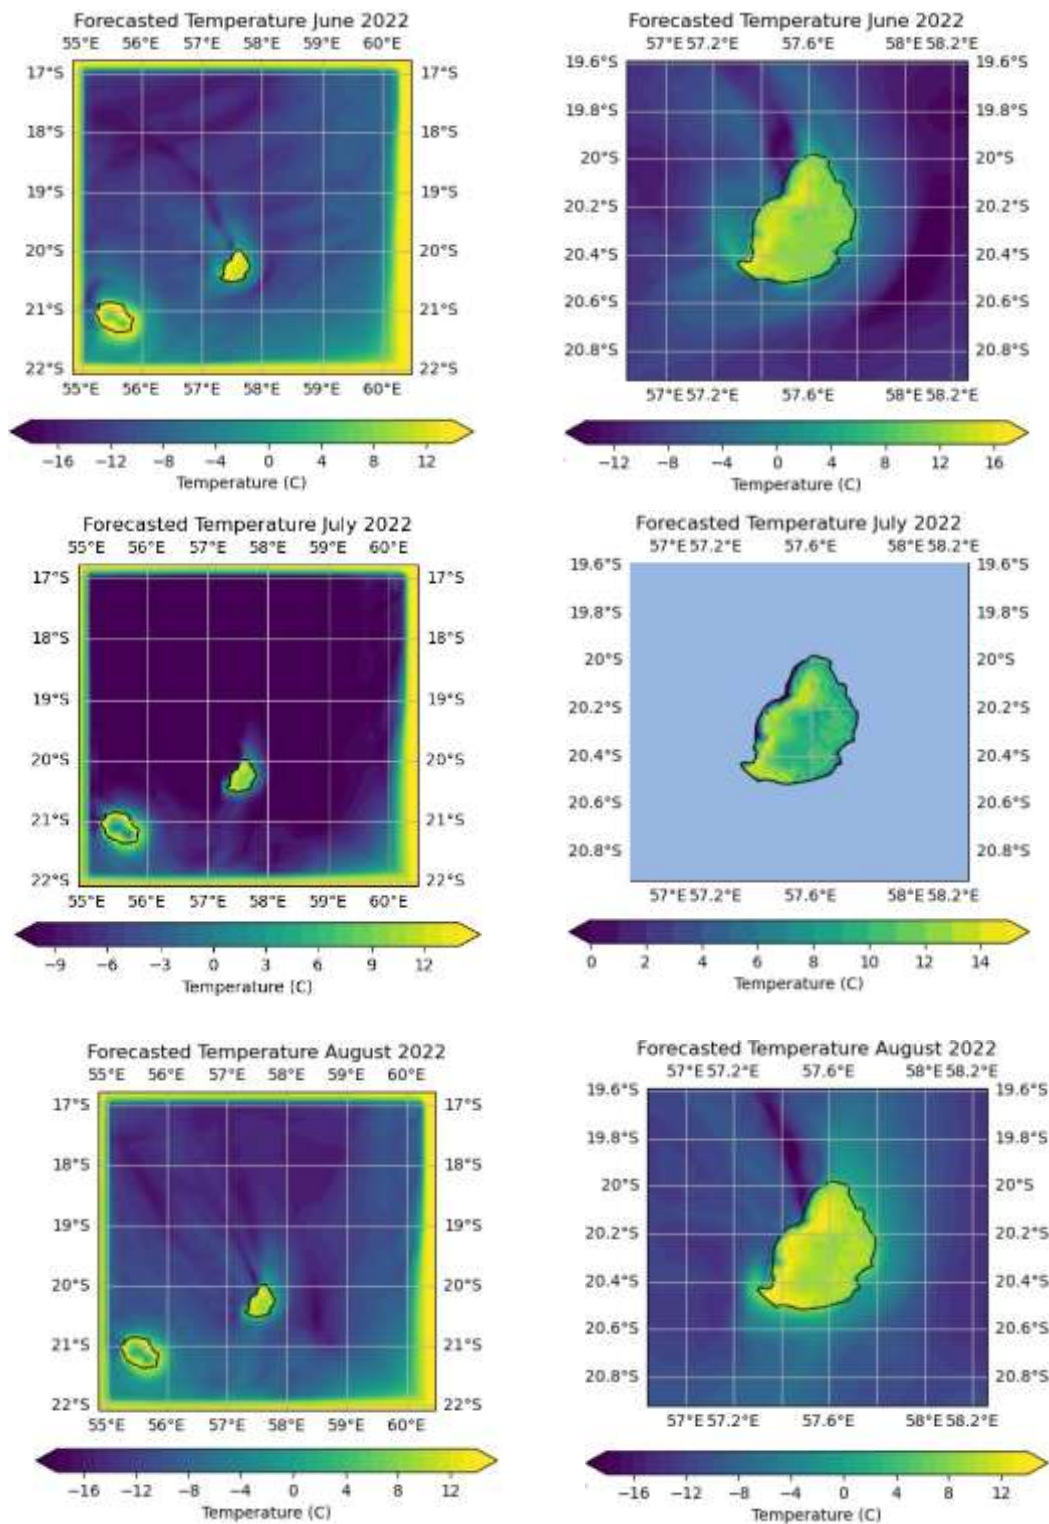 Forecasted Temperature June 2022
55°E 56°E 57°E 58°E 59°E 60°E
17°S 17°S
18°S 18°S
19°S 19°S
20°S 20°S
21°S 21°S
22°S 22°S
55°E 56°E 57°E 58°E 59°E 60°E
−16 −12 −8 −4 0 4 8 12
Temperature (C)
Forecasted Temperature June 2022
57°E 57.2°E 57.6°E 58°E 58.2°E
19.6°S 19.6°S
19.8°S 19.8°S
20°S 20°S
20.2°S 20.2°S
20.4°S 20.4°S
20.6°S 20.6°S
20.8°S 20.8°S
57°E 57.2°E 57.6°E 58°E 58.2°E
−12 −8 −4 0 4 8 12 16
Temperature (C)
Forecasted Temperature July 2022
55°E 56°E 57°E 58°E 59°E 60°E
17°S 17°S
18°S 18°S
19°S 19°S
20°S 20°S
21°S 21°S
22°S 22°S
55°E 56°E 57°E 58°E 59°E 60°E
−9 −6 −3 0 3 6 9 12
Temperature (C)
Forecasted Temperature July 2022
57°E 57.2°E 57.6°E 58°E 58.2°E
19.6°S 19.6°S
19.8°S 19.8°S
20°S 20°S
20.2°S 20.2°S
20.4°S 20.4°S
20.6°S 20.6°S
20.8°S 20.8°S
57°E 57.2°E 57.6°E 58°E 58.2°E
0 2 4 6 8 10 12 14
Temperature (C)
Forecasted Temperature August 2022
55°E 56°E 57°E 58°E 59°E 60°E
17°S 17°S
18°S 18°S
19°S 19°S
20°S 20°S
21°S 21°S
22°S 22°S
55°E 56°E 57°E 58°E 59°E 60°E
−16 −12 −8 −4 0 4 8 12
Temperature (C)
Forecasted Temperature August 2022
57°E 57.2°E 57.6°E 58°E 58.2°E
19.6°S 19.6°S
19.8°S 19.8°S
20°S 20°S
20.2°S 20.2°S
20.4°S 20.4°S
20.6°S 20.6°S
20.8°S 20.8°S
57°E 57.2°E 57.6°E 58°E 58.2°E
−16 −12 −8 −4 0 4 8 12
Temperature (C)